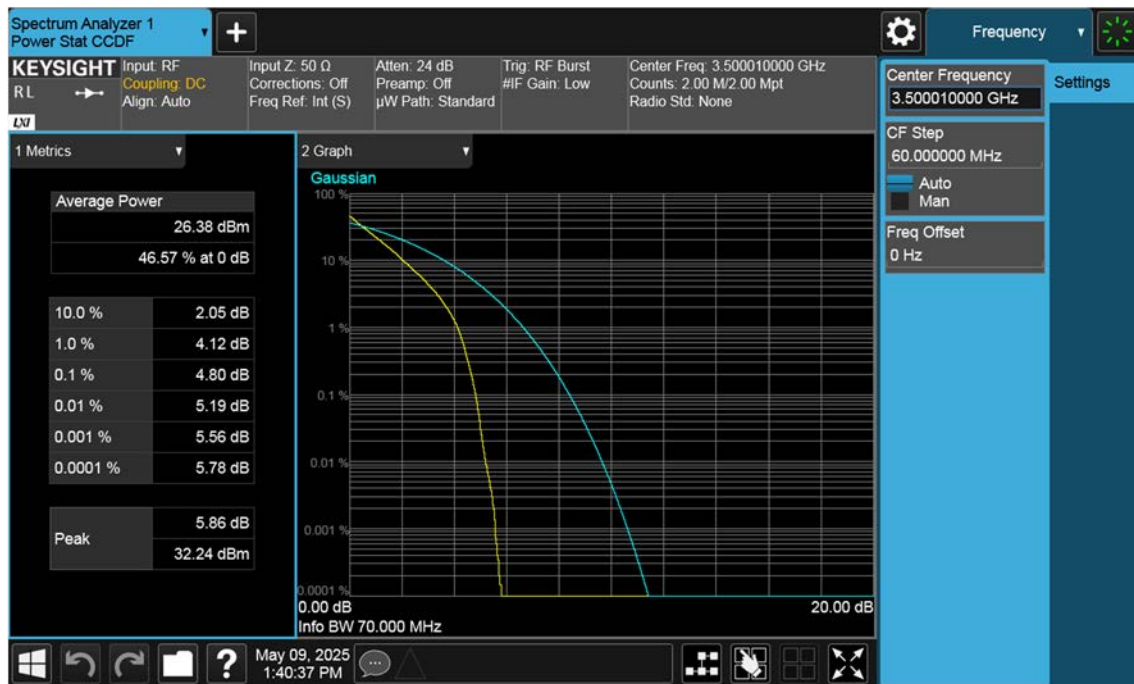 Spectrum Analyzer 1
Power Stat CCDF
+
Frequency
KEYSIGHT
R L
LXI
Input: RF
Coupling: DC
Align: Auto
Input Z: 50 Ω
Corrections: Off
Freq Ref: Int (S)
Atten: 24 dB
Preamp: Off
µW Path: Standard
Trig: RF Burst
#IF Gain: Low
Center Freq: 3.500010000 GHz
Counts: 2.00 M/2.00 Mpt
Radio Std: None
Center Frequency
3.500010000 GHz
Settings
CF Step
60.000000 MHz
Auto
Man
Freq Offset
0 Hz
1 Metrics
Average Power
26.38 dBm
46.57 % at 0 dB
10.0 % 2.05 dB
1.0 % 4.12 dB
0.1 % 4.80 dB
0.01 % 5.19 dB
0.001 % 5.56 dB
0.0001 % 5.78 dB
Peak
5.86 dB
32.24 dBm
2 Graph
Gaussian
100 %
10 %
1 %
0.1 %
0.01 %
0.001 %
0.0001 %
0.00 dB 20.00 dB
Info BW 70.000 MHz
?
May 09, 2025
1:40:37 PM